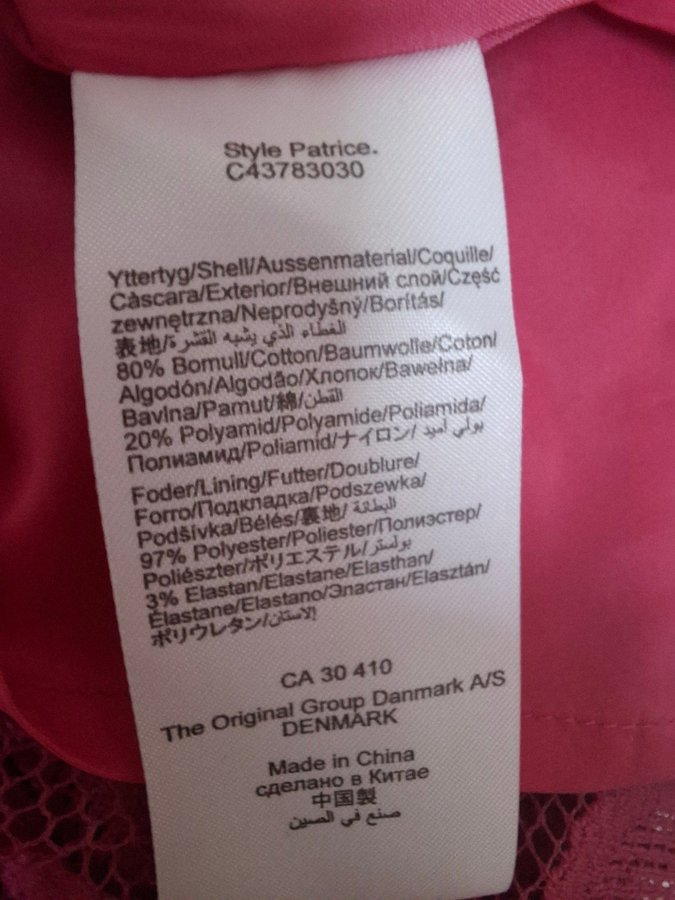 Style Patrice.
C43783030
Yttertyg/Shell/Aussenmaterial/Coquille/
Càscara/Exterior/Внешний слой/Część
zewnętrzna/Neprodyšný/Borítás/
表地/الغطاء الذي يشبه القشرة
80% Bomull/Cotton/Baumwolle/Coton/
Algodón/Algodão/Хлопок/Bawełna/
Bavlna/Pamut/綿/القطن
20% Polyamid/Polyamide/Poliamida/
Полиамид/Poliamid/ナイロン/بولي أميد
Foder/Lining/Futter/Doublure/
Forro/Подкладка/Podszewka/
Podšívka/Bélés/裏地/البطانة
97% Polyester/Poliester/Полиэстер/
Poliészter/ポリエステル/بولستر
3% Elastan/Elastane/Elasthan/
Élastane/Elastano/Эластан/Elasztán/
ポリウレタン/الاستان
CA 30 410
The Original Group Danmark A/S
DENMARK
Made in China
сделано в Китае
中国製
صنع في الصين